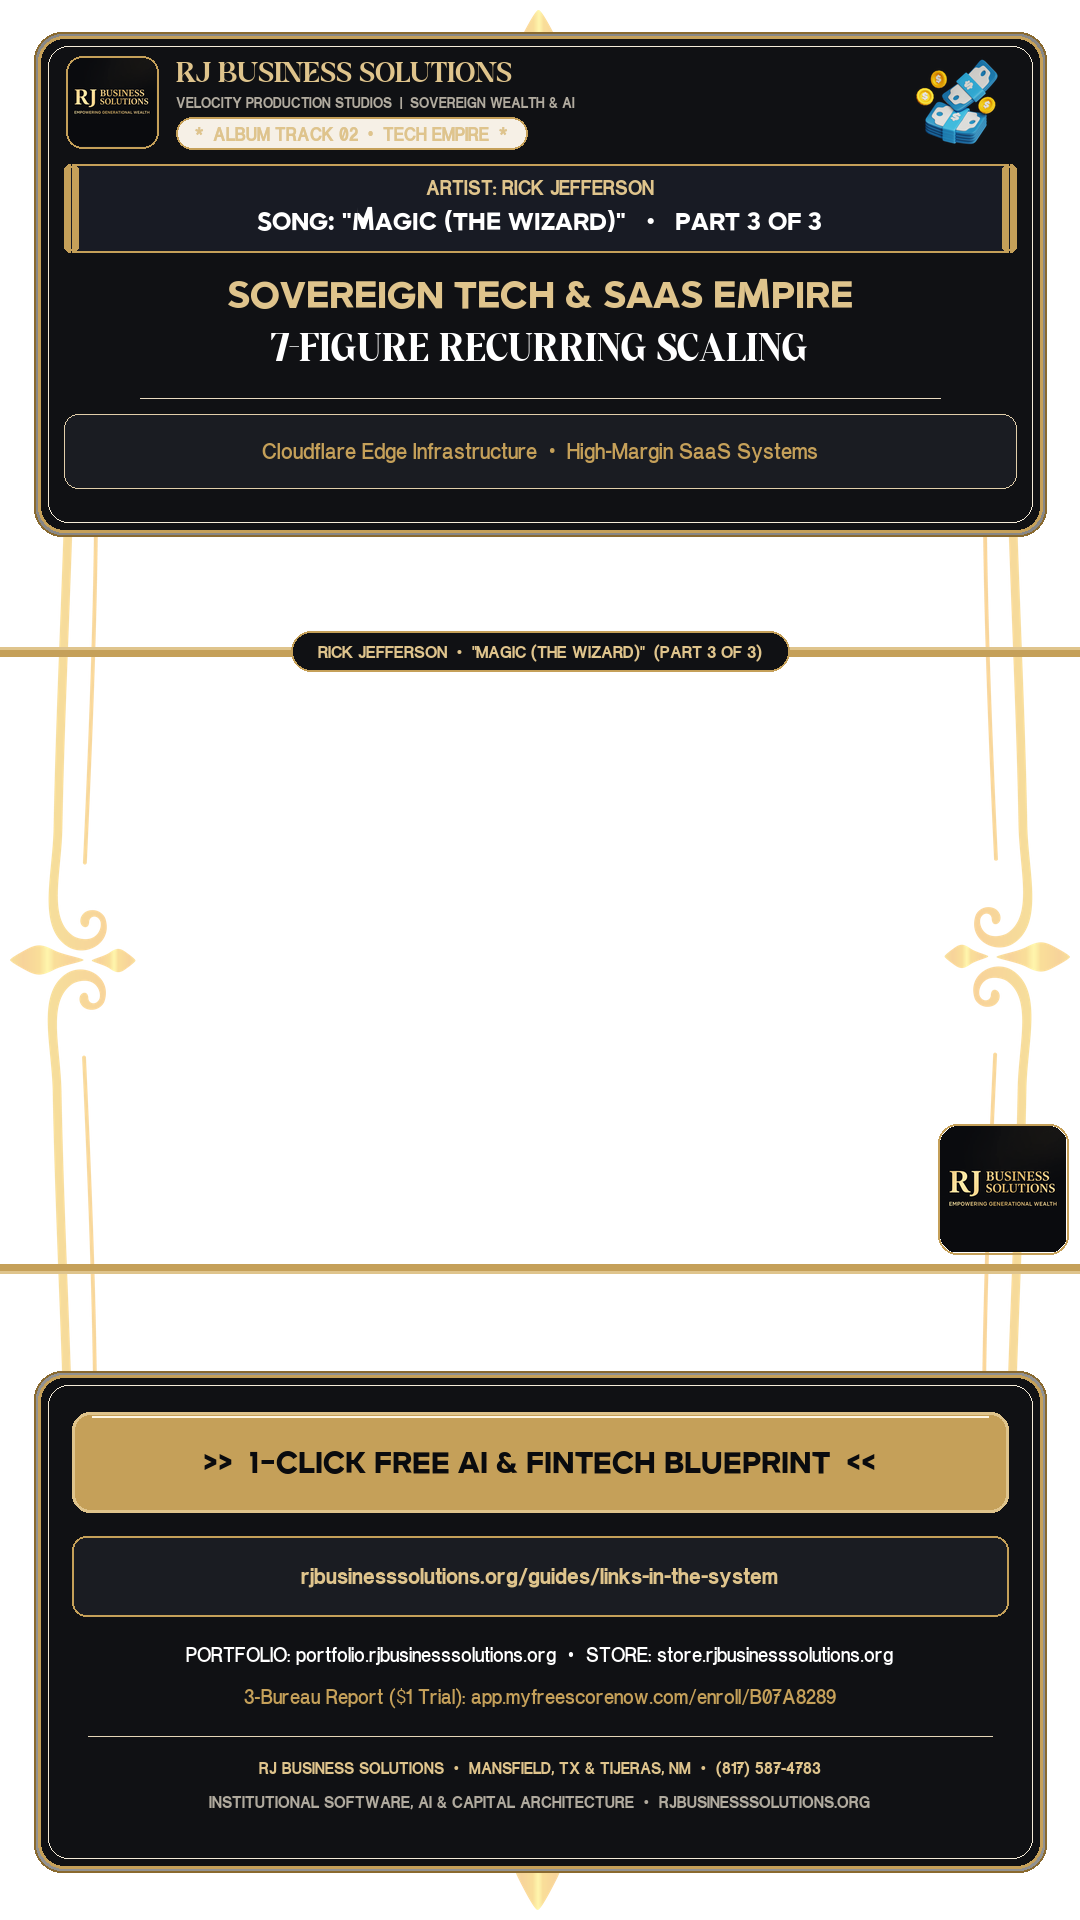 RJ BUSINESS SOLUTIONS
EMPOWERING GENERATIONAL WEALTH
RJ BUSINESS SOLUTIONS
VELOCITY PRODUCTION STUDIOS | SOVEREIGN WEALTH & AI
* ALBUM TRACK 02 • TECH EMPIRE *
ARTIST: RICK JEFFERSON
SONG: "MAGIC (THE WIZARD)" • PART 3 OF 3
SOVEREIGN TECH & SAAS EMPIRE
7-FIGURE RECURRING SCALING
Cloudflare Edge Infrastructure • High-Margin SaaS Systems
RICK JEFFERSON • "MAGIC (THE WIZARD)" (PART 3 OF 3)
RJ BUSINESS SOLUTIONS
EMPOWERING GENERATIONAL WEALTH
>> 1-CLICK FREE AI & FINTECH BLUEPRINT <<
rjbusinesssolutions.org/guides/links-in-the-system
PORTFOLIO: portfolio.rjbusinesssolutions.org • STORE: store.rjbusinesssolutions.org
3-Bureau Report ($1 Trial): app.myfreescorenow.com/enroll/B07A8289
RJ BUSINESS SOLUTIONS • MANSFIELD, TX & TIJERAS, NM • (817) 587-4783
INSTITUTIONAL SOFTWARE, AI & CAPITAL ARCHITECTURE • RJBUSINESSSOLUTIONS.ORG